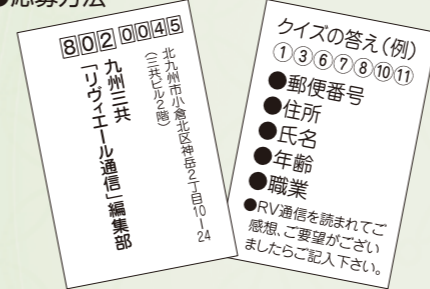 ●応募方法
802 0045
北九州市小倉北区神岳2丁目10-24
(三共ビル2階)
九州三共
「リヴィエール通信」編集部
クイズの答え(例)
①③⑥⑦⑧⑩⑪
●郵便番号
●住所
●氏名
●年齢
●職業
●RV通信を読まれてご
感想、ご要望がござい
ましたらご記入下さい。